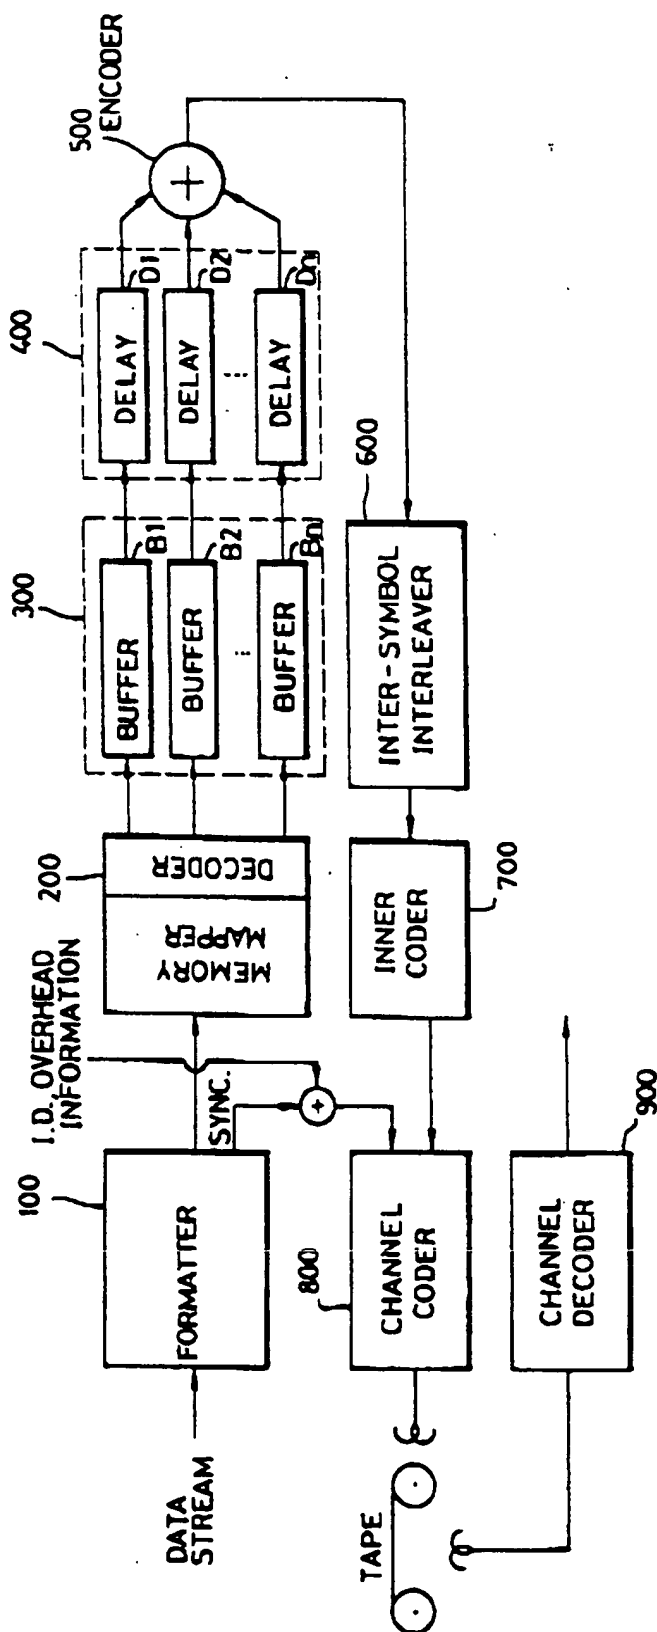 DATA
STREAM
100
FORMATTER
I.D., OVERHEAD
INFORMATION
SYNC.
+
200
MEMORY
MAPPER
DECODER
300
BUFFER
B1
BUFFER
B2
BUFFER
Bn
400
DELAY
D1
DELAY
D2
DELAY
Dn
500
ENCODER
+
600
INTER-SYMBOL
INTERLEAVER
700
INNER
CODER
800
CHANNEL
CODER
TAPE
900
CHANNEL
DECODER